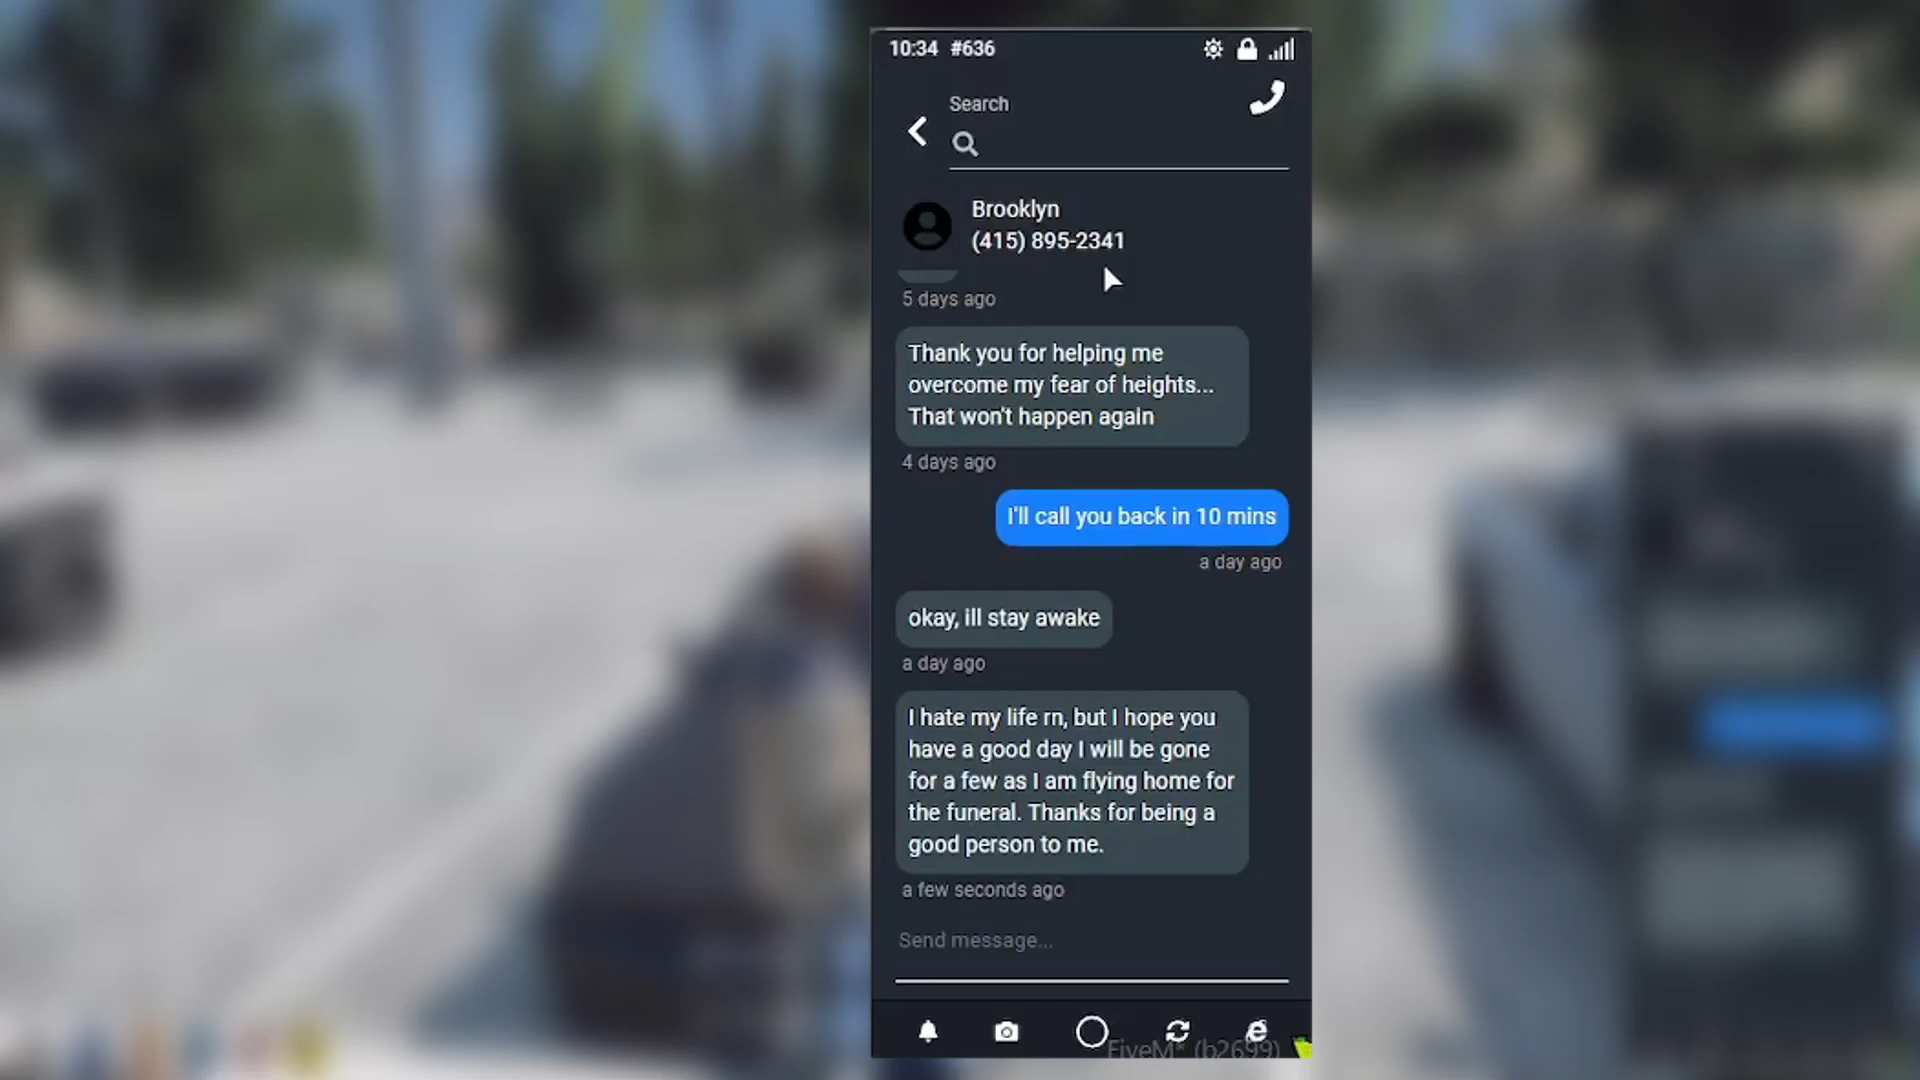 10:34 #636
Search
Brooklyn
(415) 895-2341
5 days ago
Thank you for helping me
overcome my fear of heights...
That won't happen again
4 days ago
I'll call you back in 10 mins
a day ago
okay, ill stay awake
a day ago
I hate my life rn, but I hope you
have a good day I will be gone
for a few as I am flying home for
the funeral. Thanks for being a
good person to me.
a few seconds ago
Send message...
FiveM* (b2699)